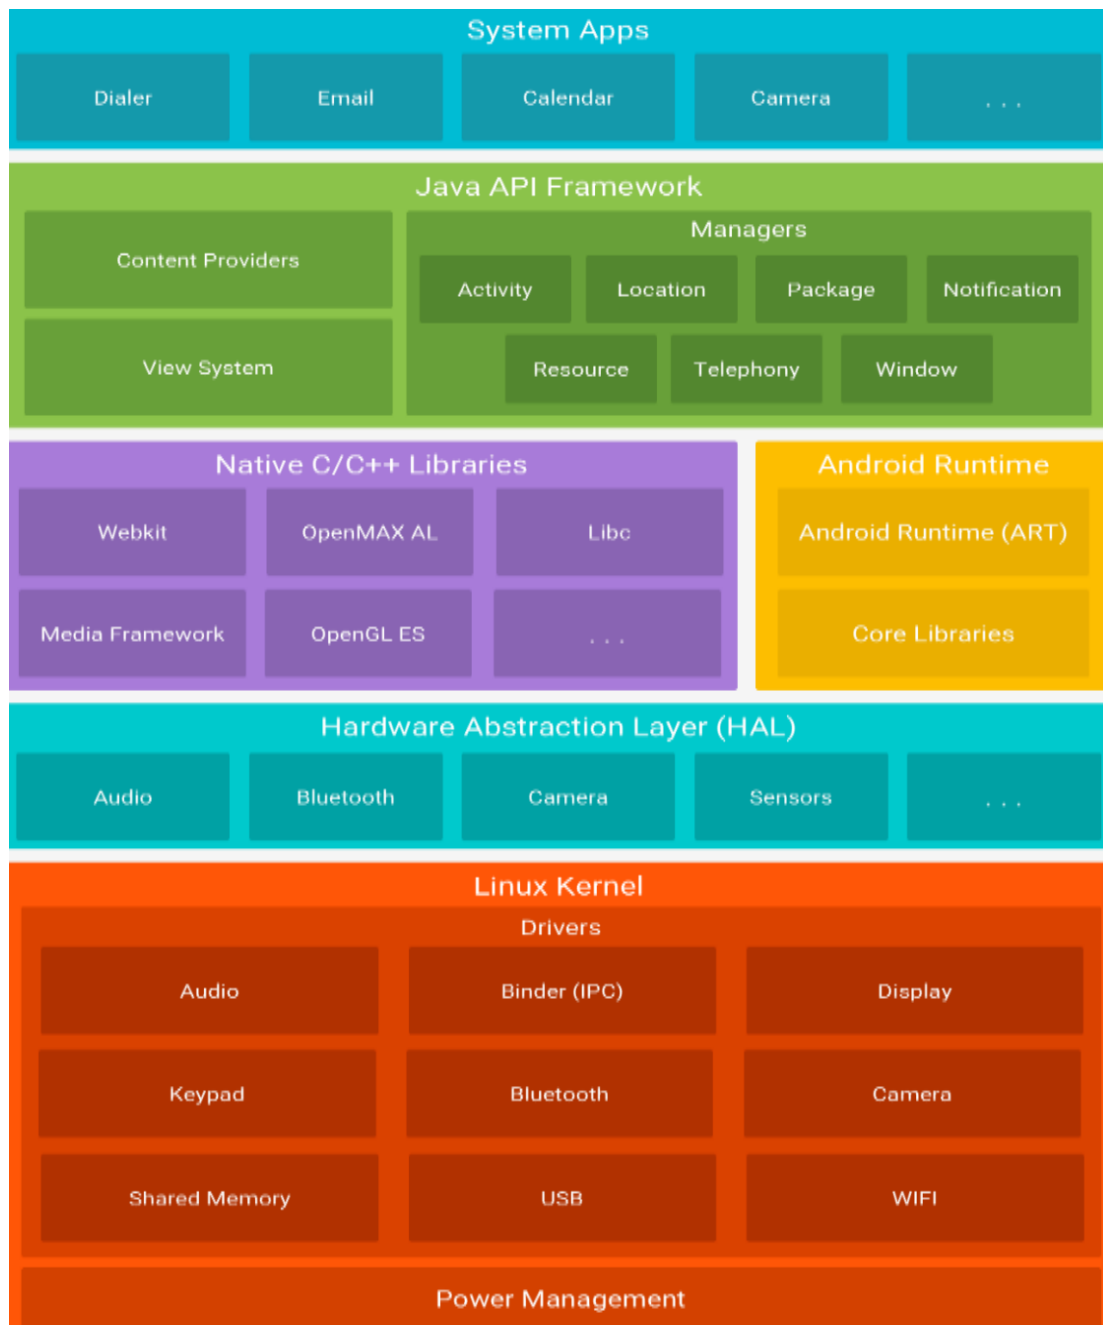 System Apps
Dialer Email Calendar Camera . . .
Java API Framework
Content Providers
View System
Managers
Activity Location Package Notification
Resource Telephony Window
Native C/C++ Libraries
Webkit OpenMAX AL Libc
Media Framework OpenGL ES . . .
Android Runtime
Android Runtime (ART)
Core Libraries
Hardware Abstraction Layer (HAL)
Audio Bluetooth Camera Sensors . . .
Linux Kernel
Drivers
Audio Binder (IPC) Display
Keypad Bluetooth Camera
Shared Memory USB WIFI
Power Management